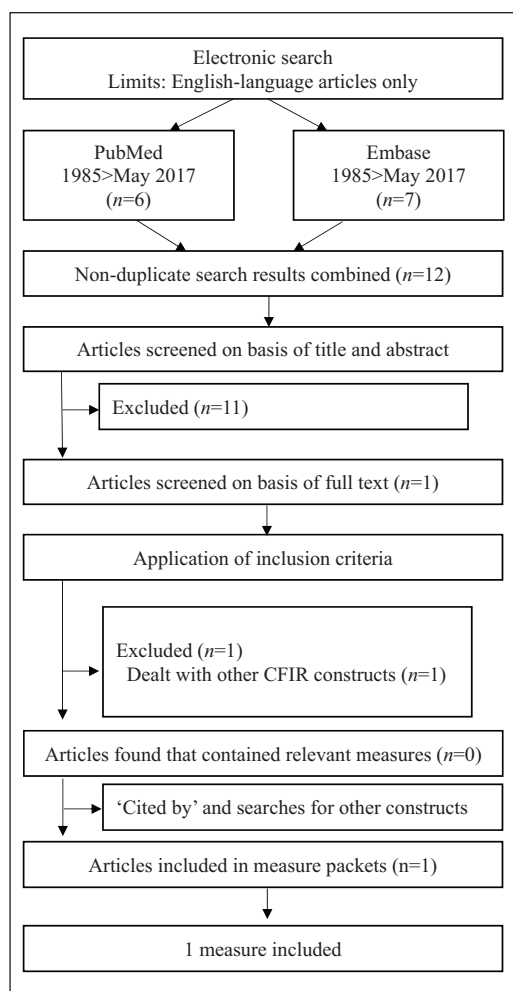 Electronic search
Limits: English-language articles only
PubMed
1985>May 2017
(n=6)
Embase
1985>May 2017
(n=7)
Non-duplicate search results combined (n=12)
Articles screened on basis of title and abstract
Excluded (n=11)
Articles screened on basis of full text (n=1)
Application of inclusion criteria
Excluded (n=1)
Dealt with other CFIR constructs (n=1)
Articles found that contained relevant measures (n=0)
‘Cited by’ and searches for other constructs
Articles included in measure packets (n=1)
1 measure included